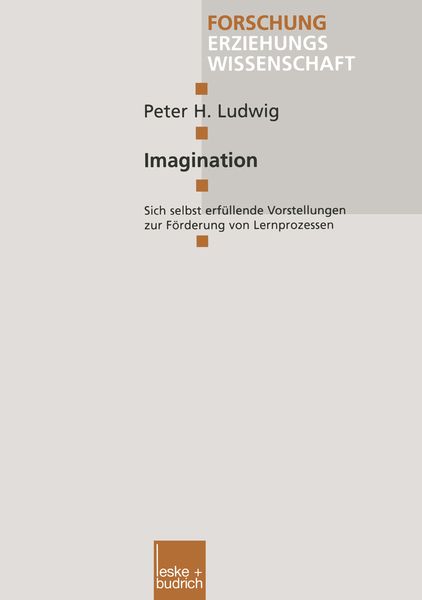 FORSCHUNG
ERZIEHUNGS
WISSENSCHAFT
Peter H. Ludwig
Imagination
Sich selbst erfüllende Vorstellungen
zur Förderung von Lernprozessen
leske +
budrich